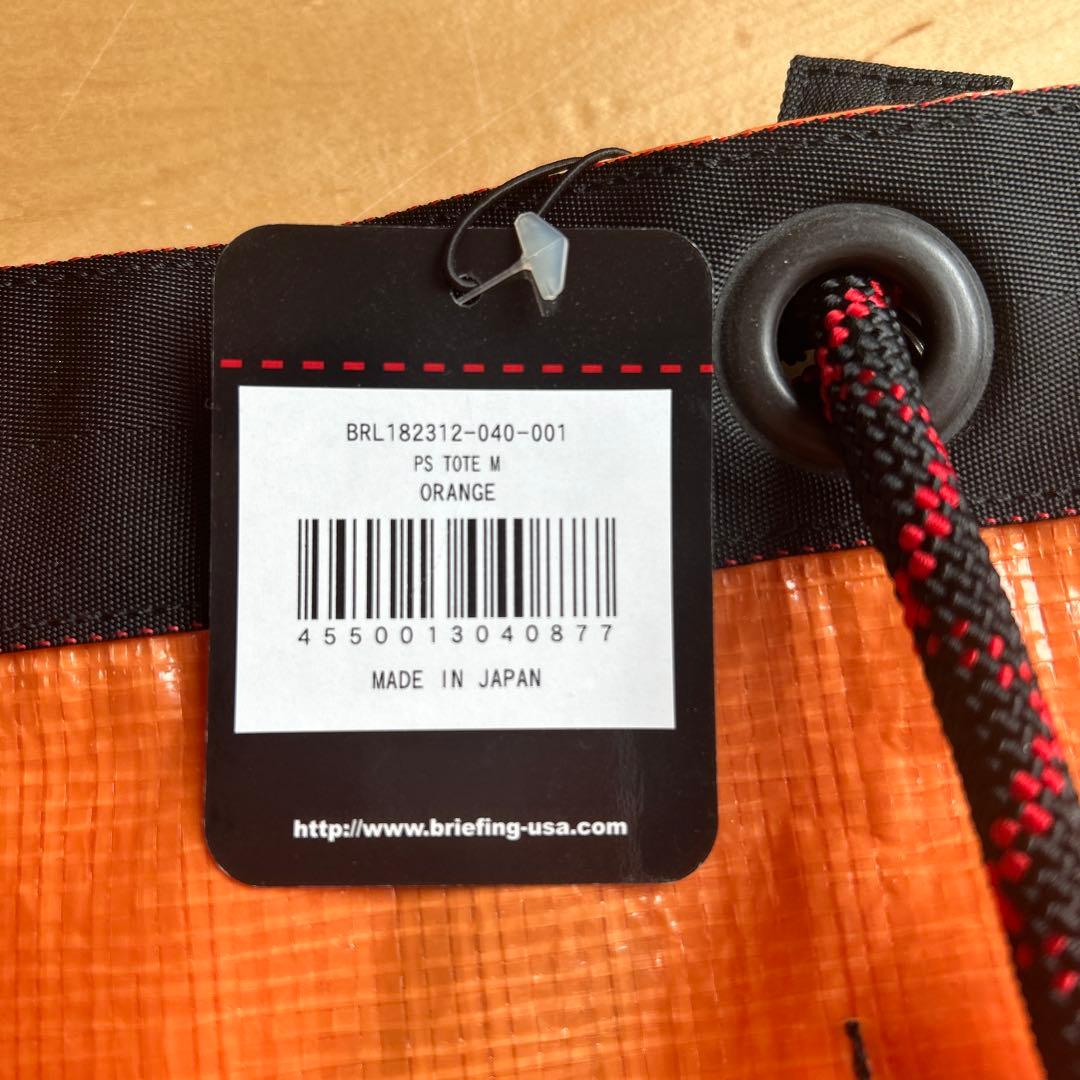 BRL182312-040-001
PS TOTE M
ORANGE
4550013040877
MADE IN JAPAN
http://www.briefing-usa.com